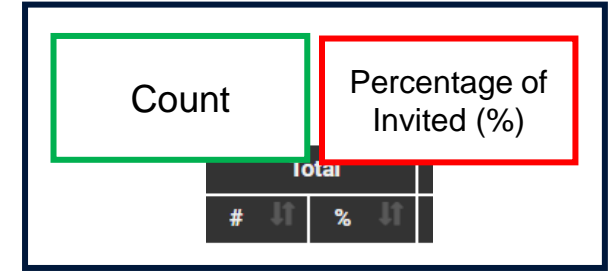 Count
Percentage of
Invited (%)
Total
# %